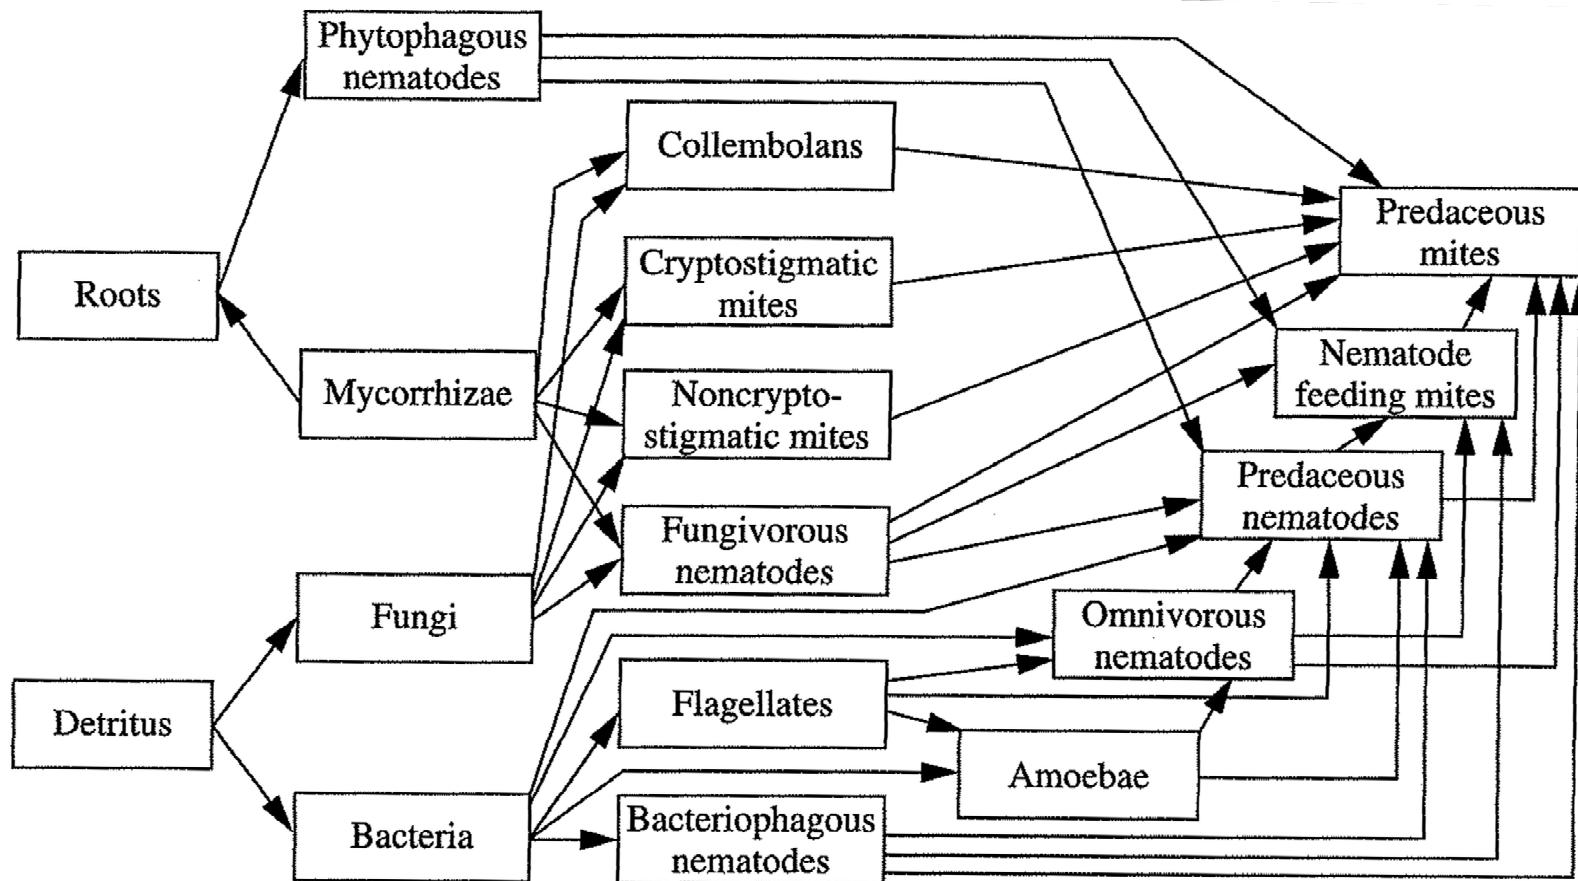 Phytophagous
nematodes
Collembolans
Predaceous
mites
Cryptostigmatic
mites
Roots
Nematode
feeding mites
Mycorrhizae
Noncrypto-
stigmatic mites
Predaceous
nematodes
Fungivorous
nematodes
Fungi
Omnivorous
nematodes
Flagellates
Detritus
Amoebae
Bacteria
Bacteriophagous
nematodes